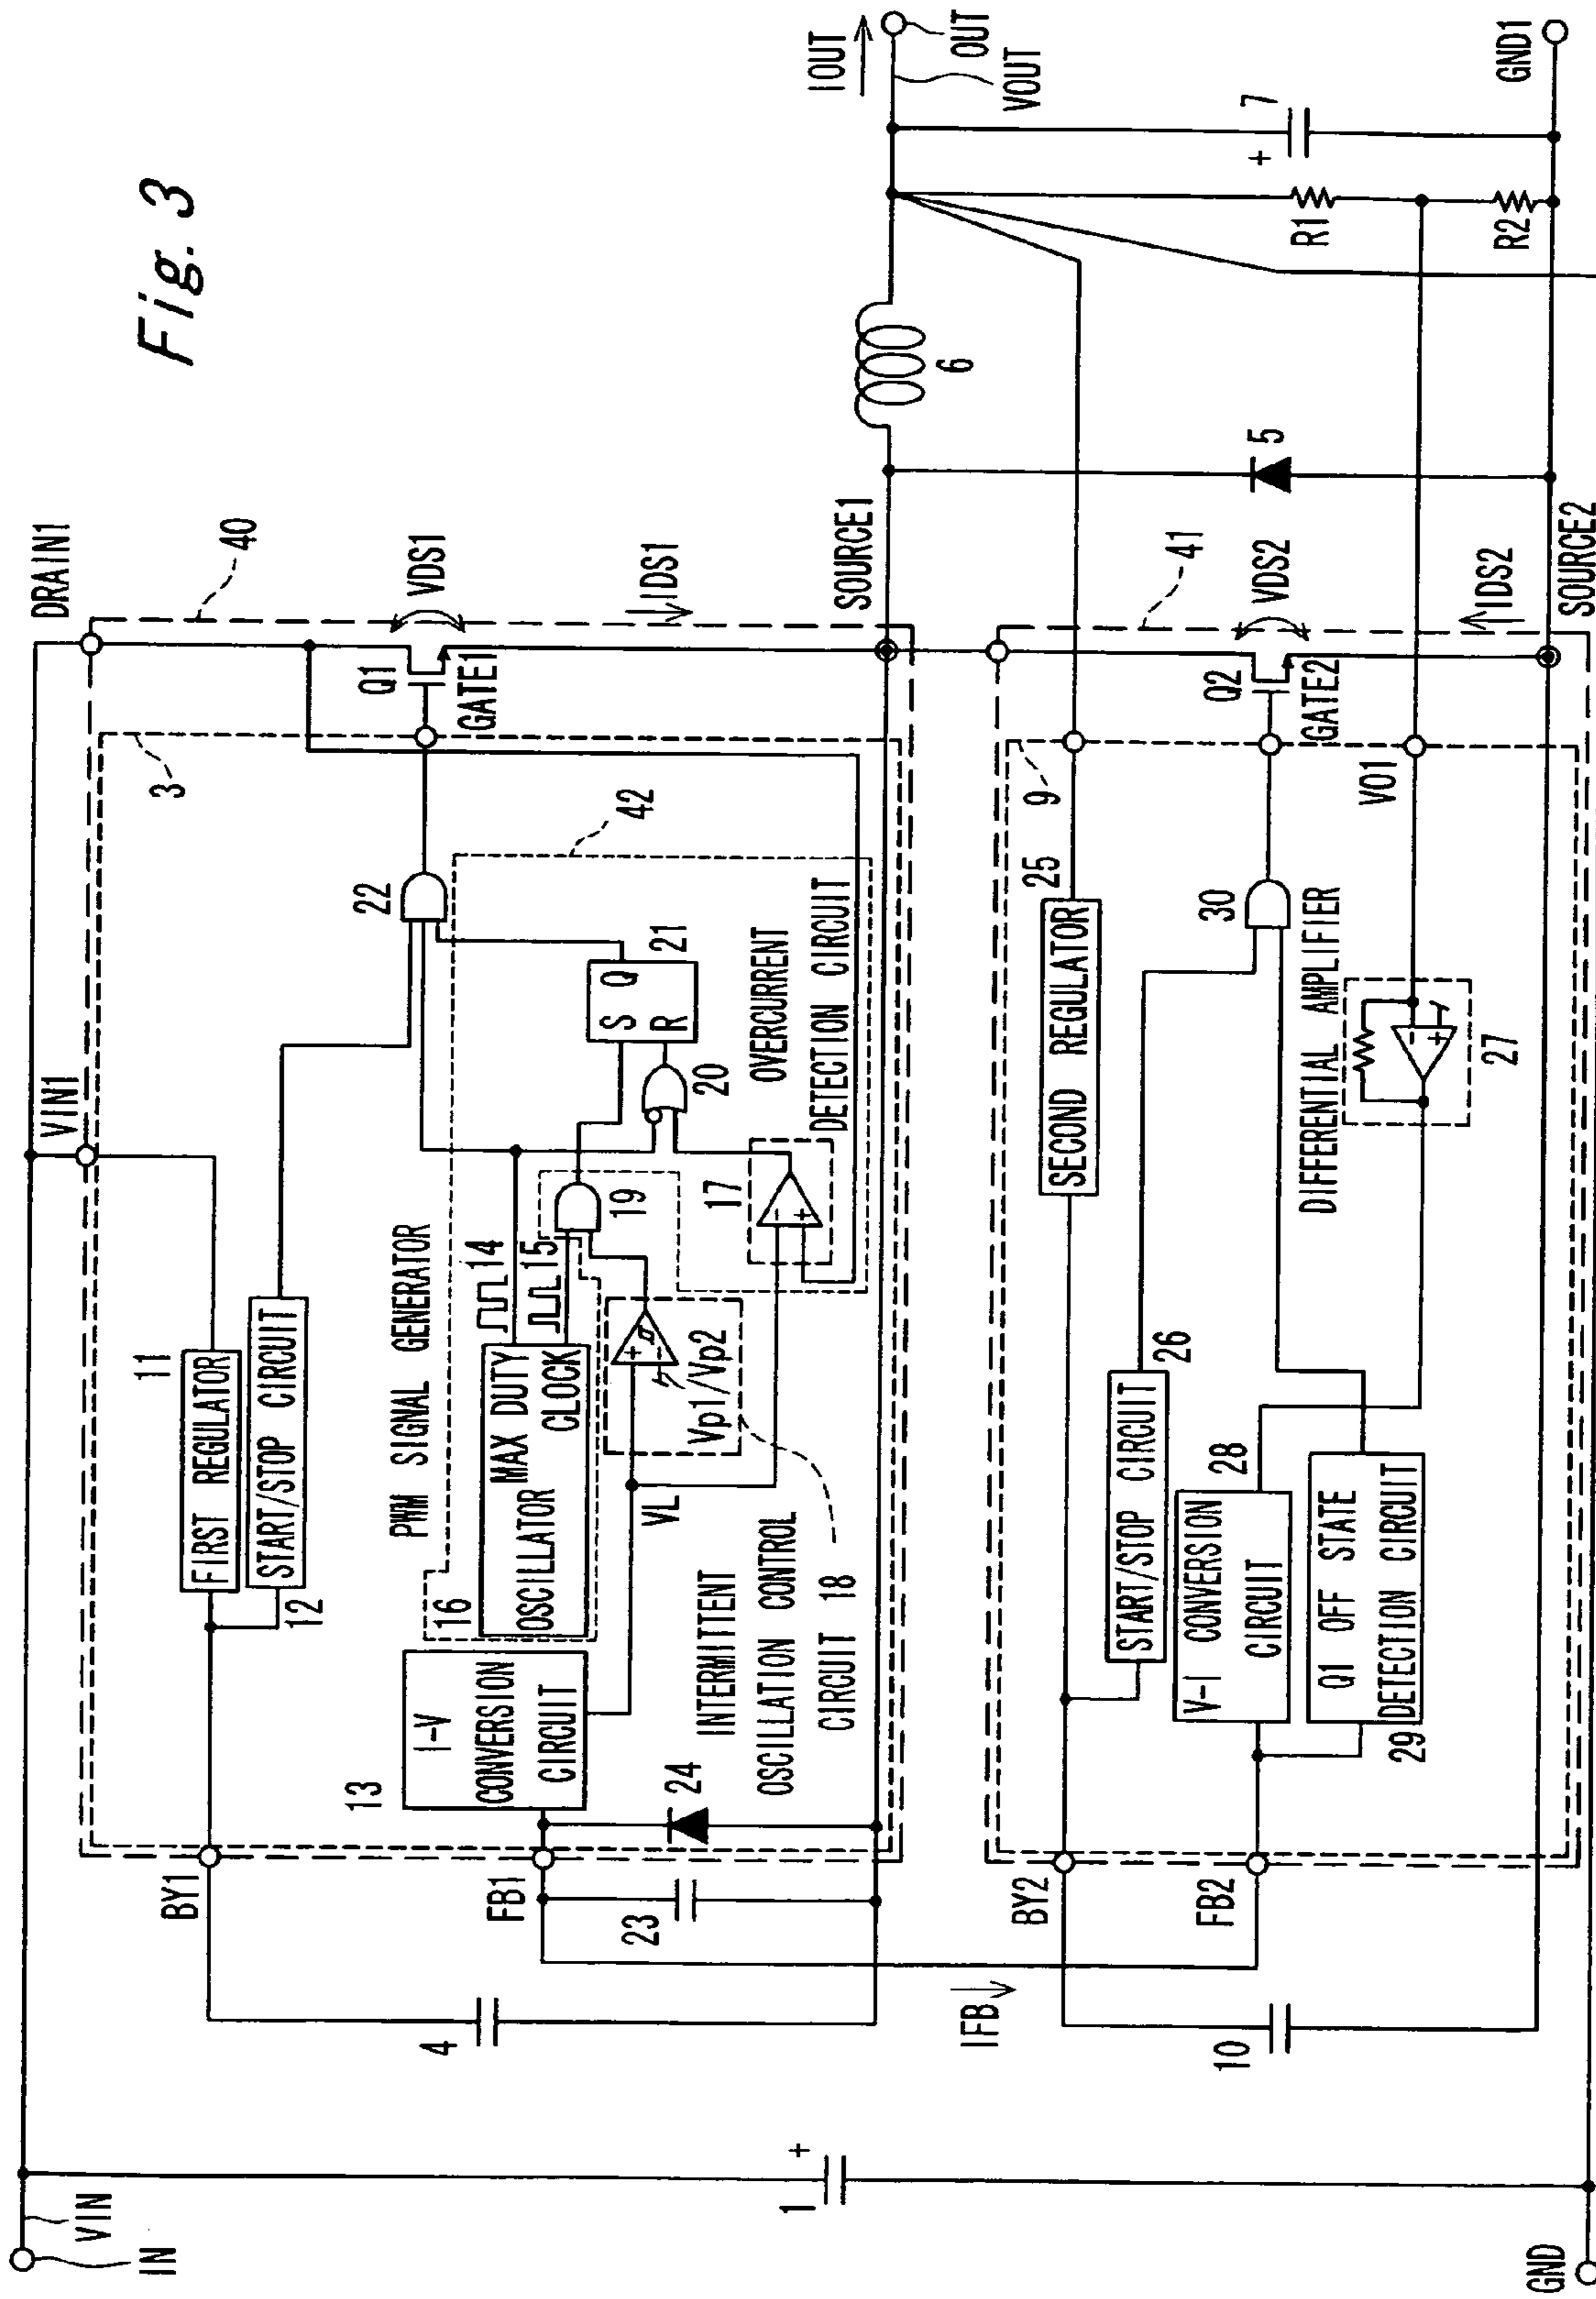 Fig. 3
IN
VIN
VIN1
DRAIN1
40
3
BY1
11
FIRST REGULATOR
START/STOP CIRCUIT
12
22
Q1
GATE1
VDS1
IDS1
4
PWM SIGNAL GENERATOR
42
13
I-V
CONVERSION
CIRCUIT
16
MAX DUTY
OSCILLATOR
CLOCK
14
15
19
S Q
R
21
20
OVERCURRENT
DETECTION CIRCUIT
17
- +
+ -
Vp1/Vp2
VL
INTERMITTENT
OSCILLATION CONTROL
CIRCUIT 18
FB1
23
24
SOURCE1
6
IOUT
OUT
VOUT
1
+
IFB
BY2
25
SECOND REGULATOR
9
41
26
START/STOP CIRCUIT
30
Q2
GATE2
VDS2
IDS2
5
FB2
28
V-I CONVERSION
CIRCUIT
DIFFERENTIAL AMPLIFIER
- +
27
VO1
Q1 OFF STATE
29
DETECTION CIRCUIT
10
R1
R2
+
7
SOURCE2
GND
GND1